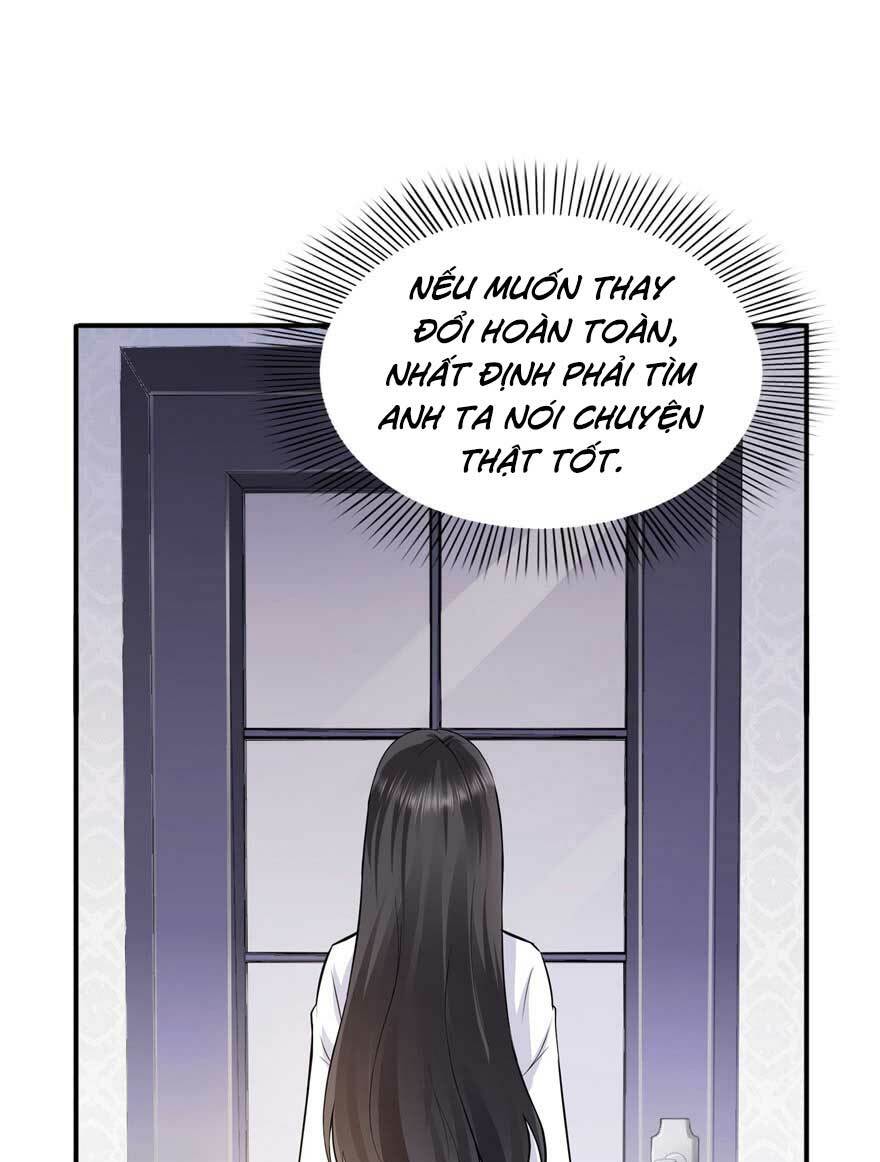 NẾU MUỐN THAY
ĐỔI HOÀN TOÀN,
NHẤT ĐỊNH PHẢI TÌM
ANH TA NÓI CHUYỆN
THẬT TỐT.